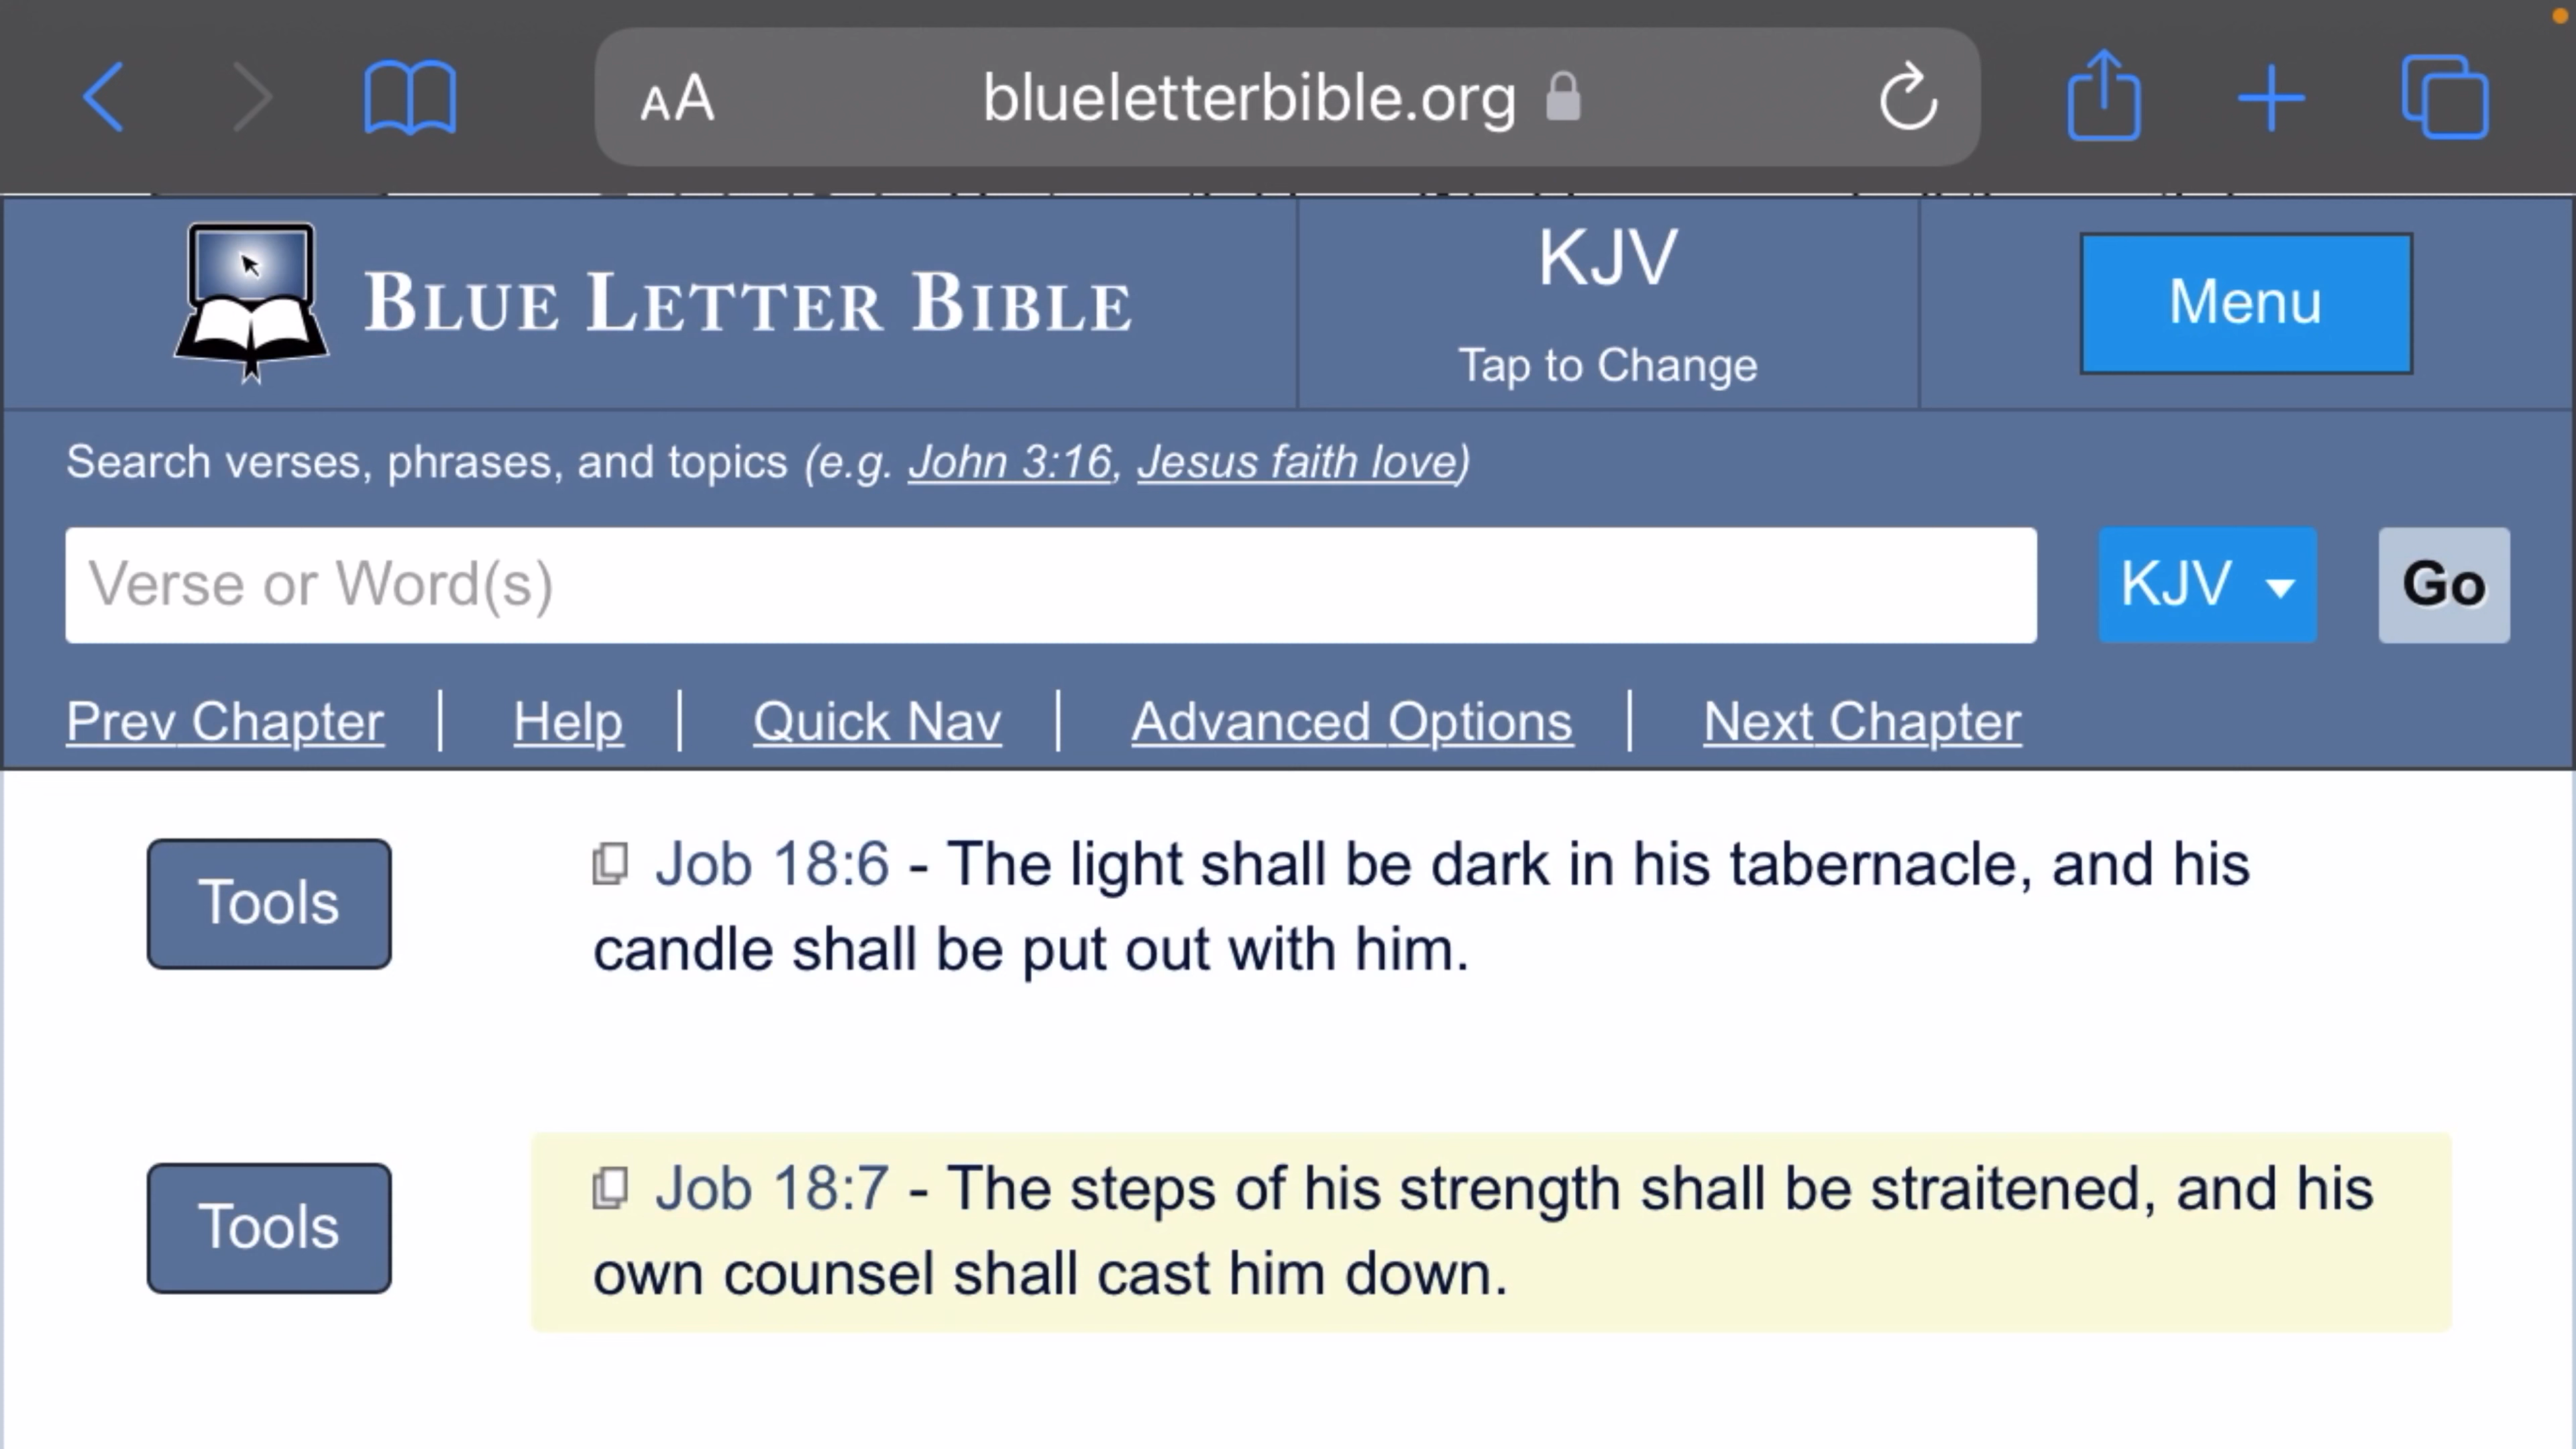 AA blueletterbible.org
BLUE LETTER BIBLE
KJV
Tap to Change
Menu
Search verses, phrases, and topics (e.g. John 3:16, Jesus faith love)
Verse or Word(s)
KJV
Go
Prev Chapter | Help | Quick Nav | Advanced Options | Next Chapter
Tools
Job 18:6 - The light shall be dark in his tabernacle, and his
candle shall be put out with him.
Tools
Job 18:7 - The steps of his strength shall be straitened, and his
own counsel shall cast him down.